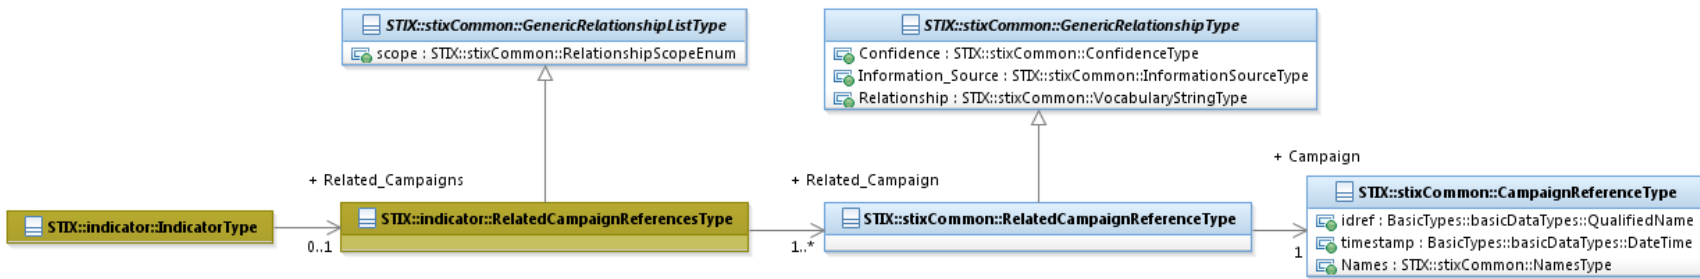 STIX::stixCommon::GenericRelationshipListType
scope : STIX::stixCommon::RelationshipScopeEnum
STIX::stixCommon::GenericRelationshipType
Confidence : STIX::stixCommon::ConfidenceType
Information_Source : STIX::stixCommon::InformationSourceType
Relationship : STIX::stixCommon::VocabularyStringType
+ Related_Campaigns
+ Related_Campaign
+ Campaign
STIX::indicator::IndicatorType
0..1
STIX::indicator::RelatedCampaignReferencesType
1..*
STIX::stixCommon::RelatedCampaignReferenceType
1
STIX::stixCommon::CampaignReferenceType
idref : BasicTypes::basicDataTypes::QualifiedName
timestamp : BasicTypes::basicDataTypes::DateTime
Names : STIX::stixCommon::NamesType